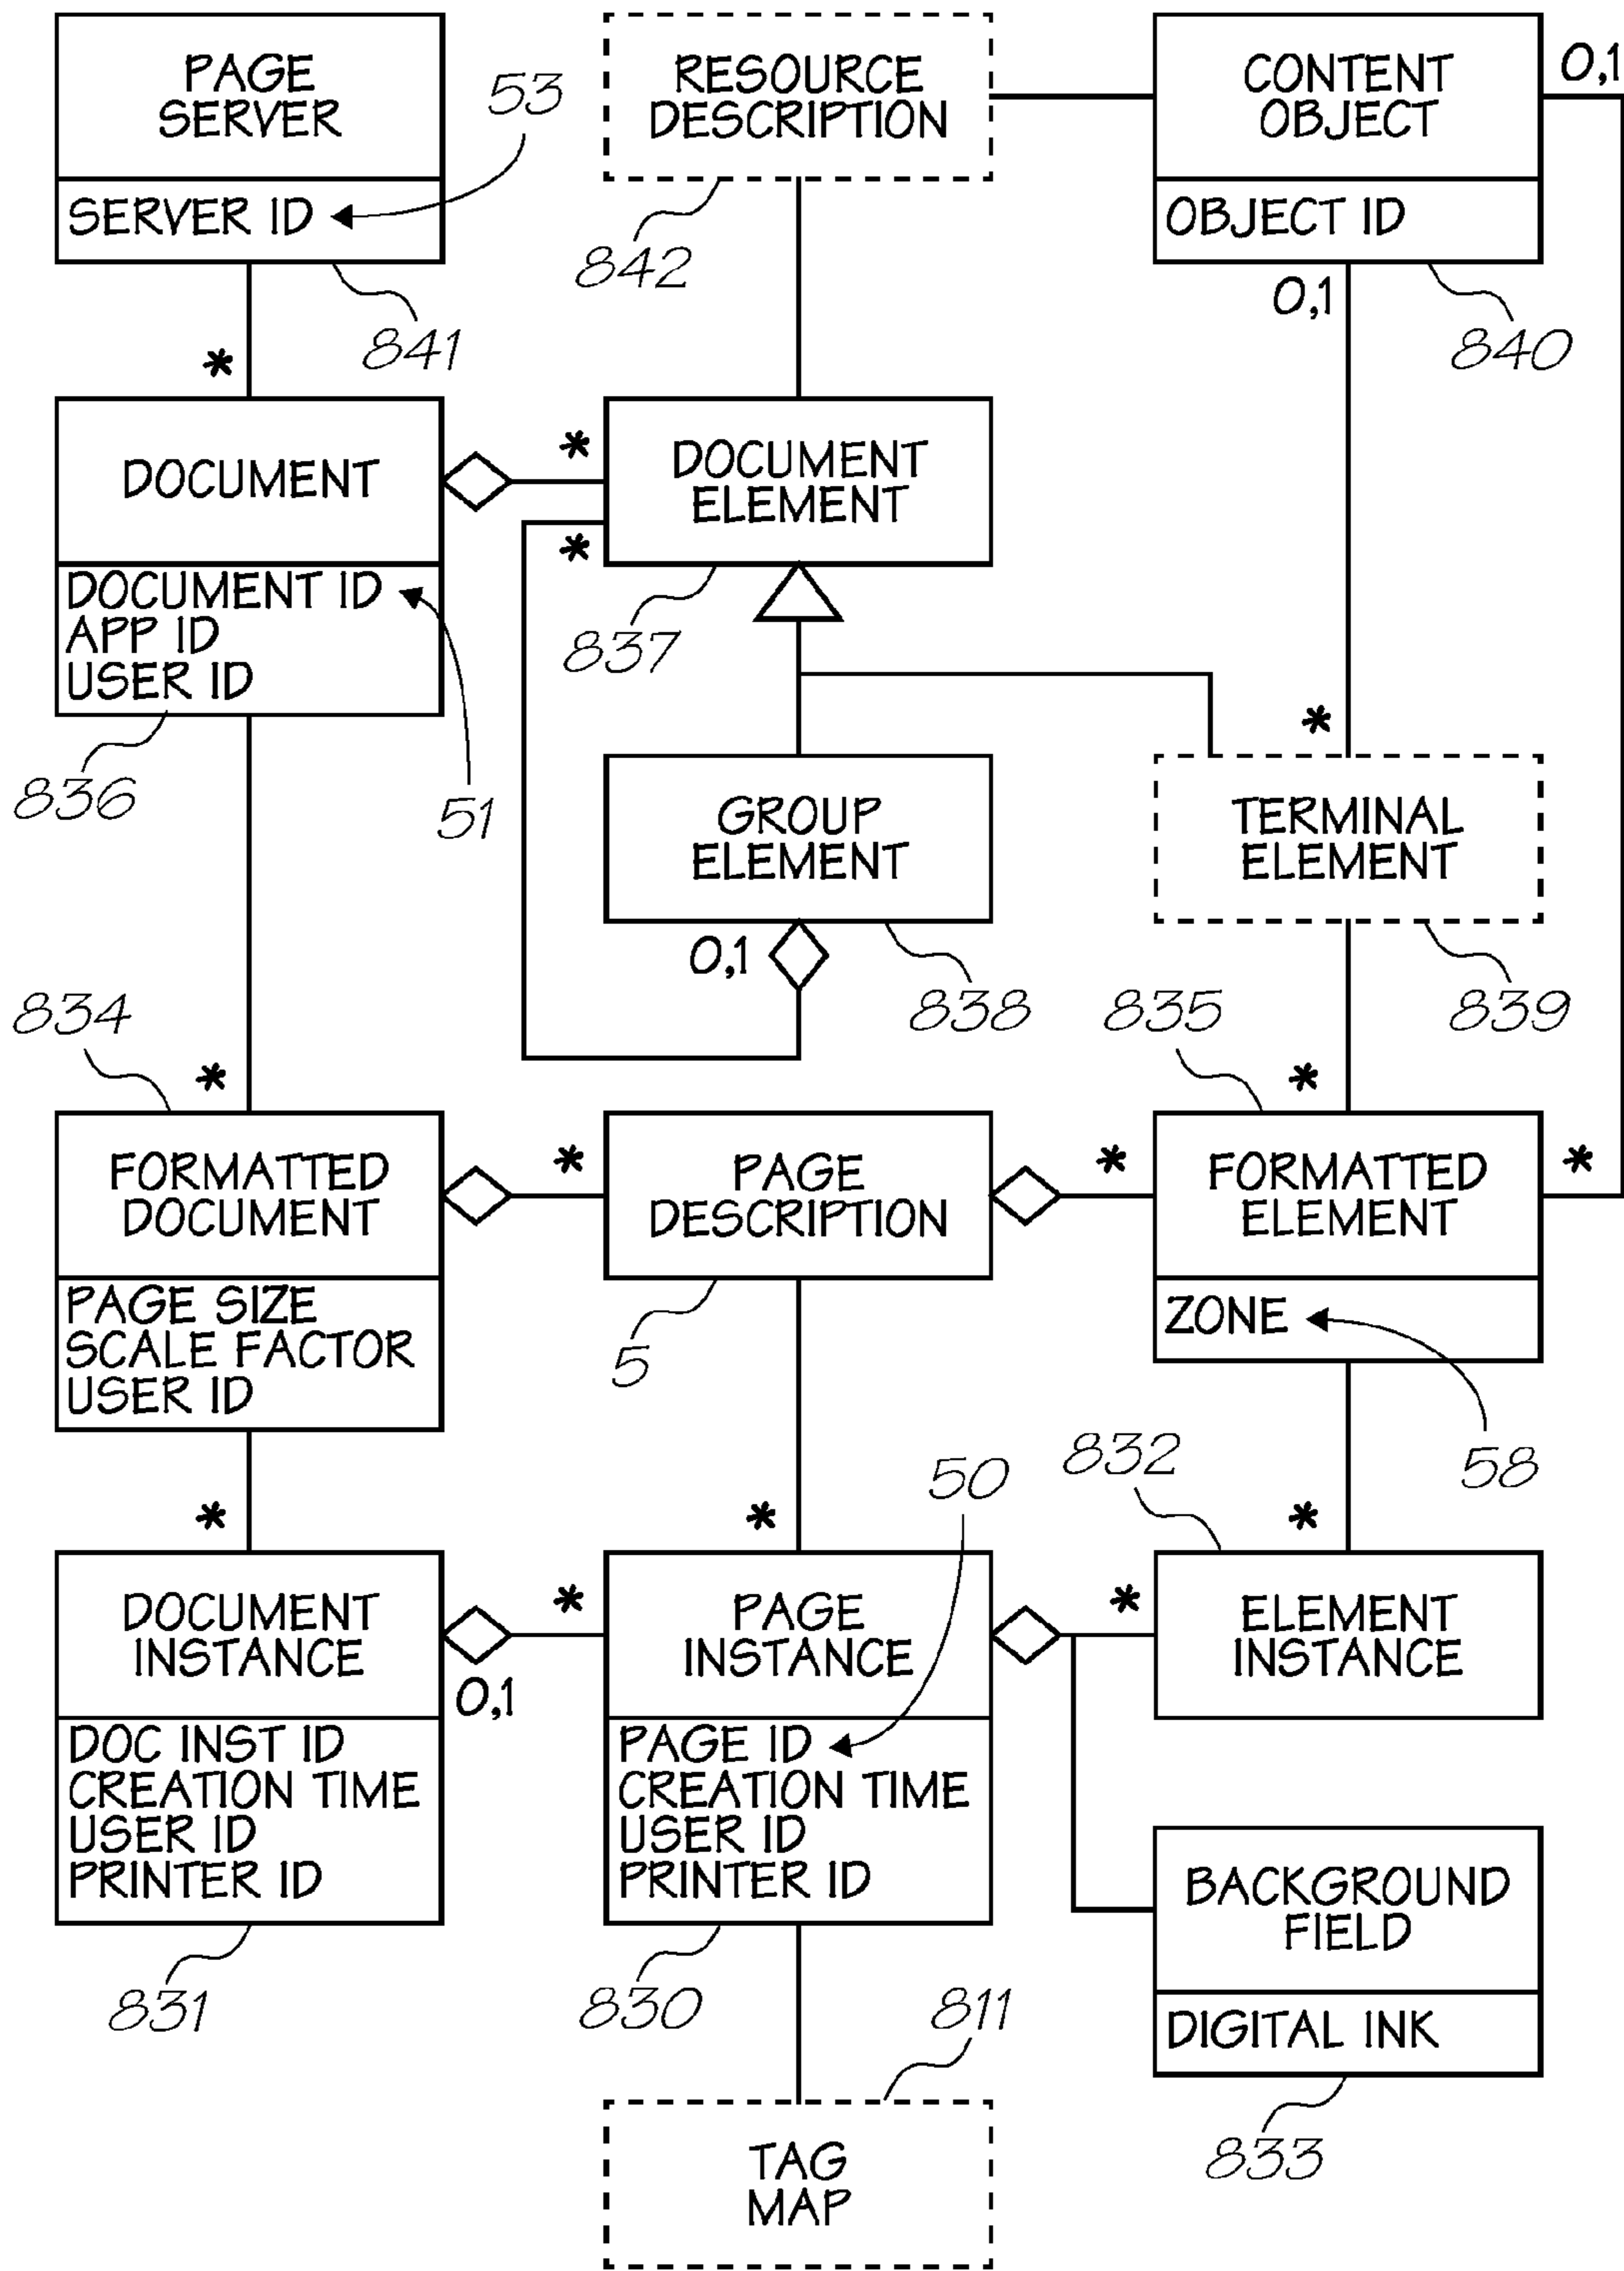 PAGE
SERVER
SERVER ID
53
841
RESOURCE
DESCRIPTION
842
CONTENT
OBJECT
OBJECT ID
0,1
0,1
840
*
DOCUMENT
DOCUMENT ID
APP ID
USER ID
836
51
*
*
DOCUMENT
ELEMENT
837
GROUP
ELEMENT
0,1
838
*
TERMINAL
ELEMENT
839
834
*
FORMATTED
DOCUMENT
PAGE SIZE
SCALE FACTOR
USER ID
*
PAGE
DESCRIPTION
5
835
*
*
*
FORMATTED
ELEMENT
ZONE
58
*
DOCUMENT
INSTANCE
0,1
DOC INST ID
CREATION TIME
USER ID
PRINTER ID
831
*
*
50
PAGE
INSTANCE
PAGE ID
CREATION TIME
USER ID
PRINTER ID
830
832
*
*
ELEMENT
INSTANCE
BACKGROUND
FIELD
DIGITAL INK
833
811
TAG
MAP